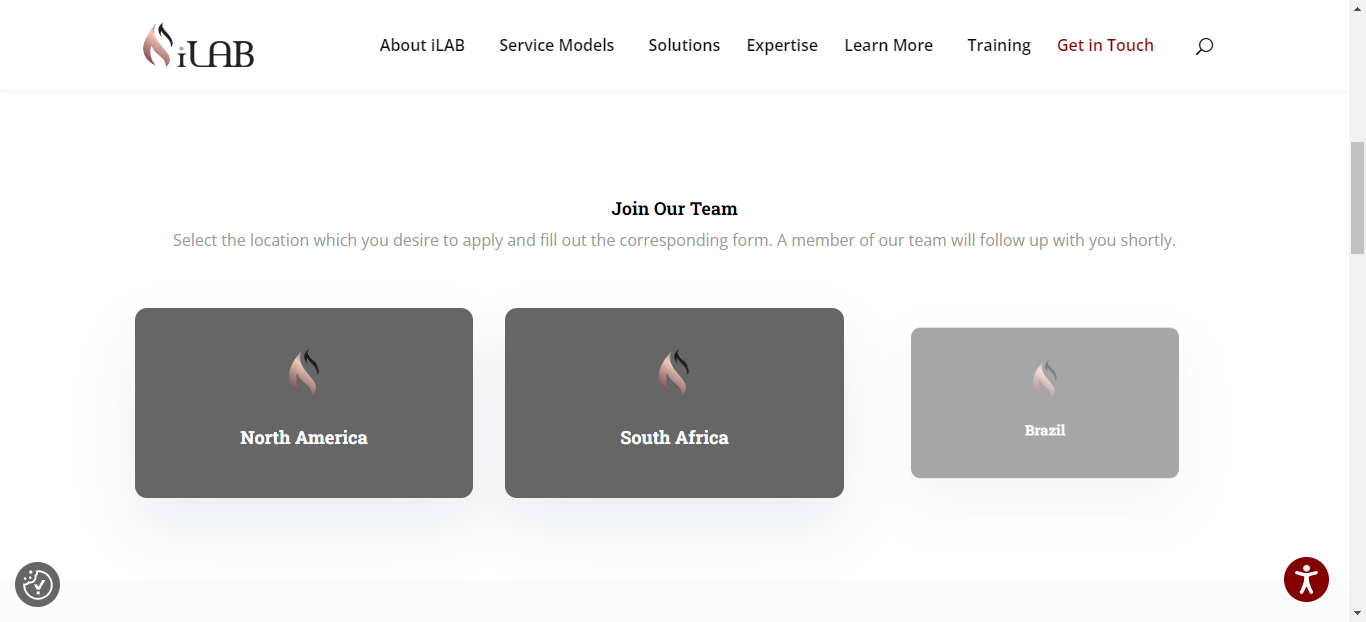 iLAB
About iLAB Service Models Solutions Expertise Learn More Training Get in Touch
Join Our Team
Select the location which you desire to apply and fill out the corresponding form. A member of our team will follow up with you shortly.
North America
South Africa
Brazil